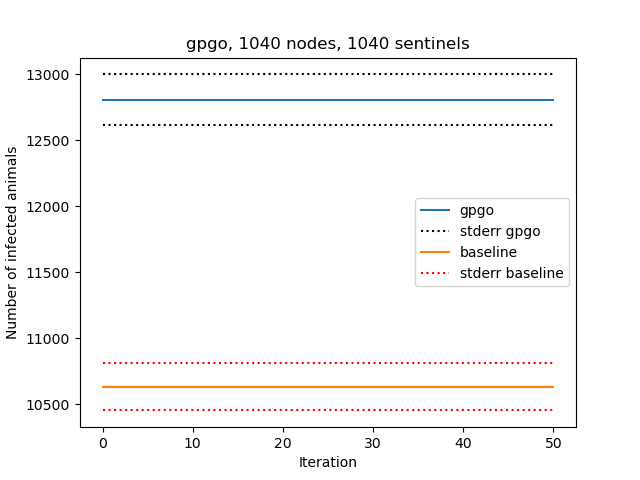 gpgo, 1040 nodes, 1040 sentinels
Number of infected animals
13000
12500
12000
11500
11000
10500
gpgo
stderr gpgo
baseline
stderr baseline
0 10 20 30 40 50
Iteration